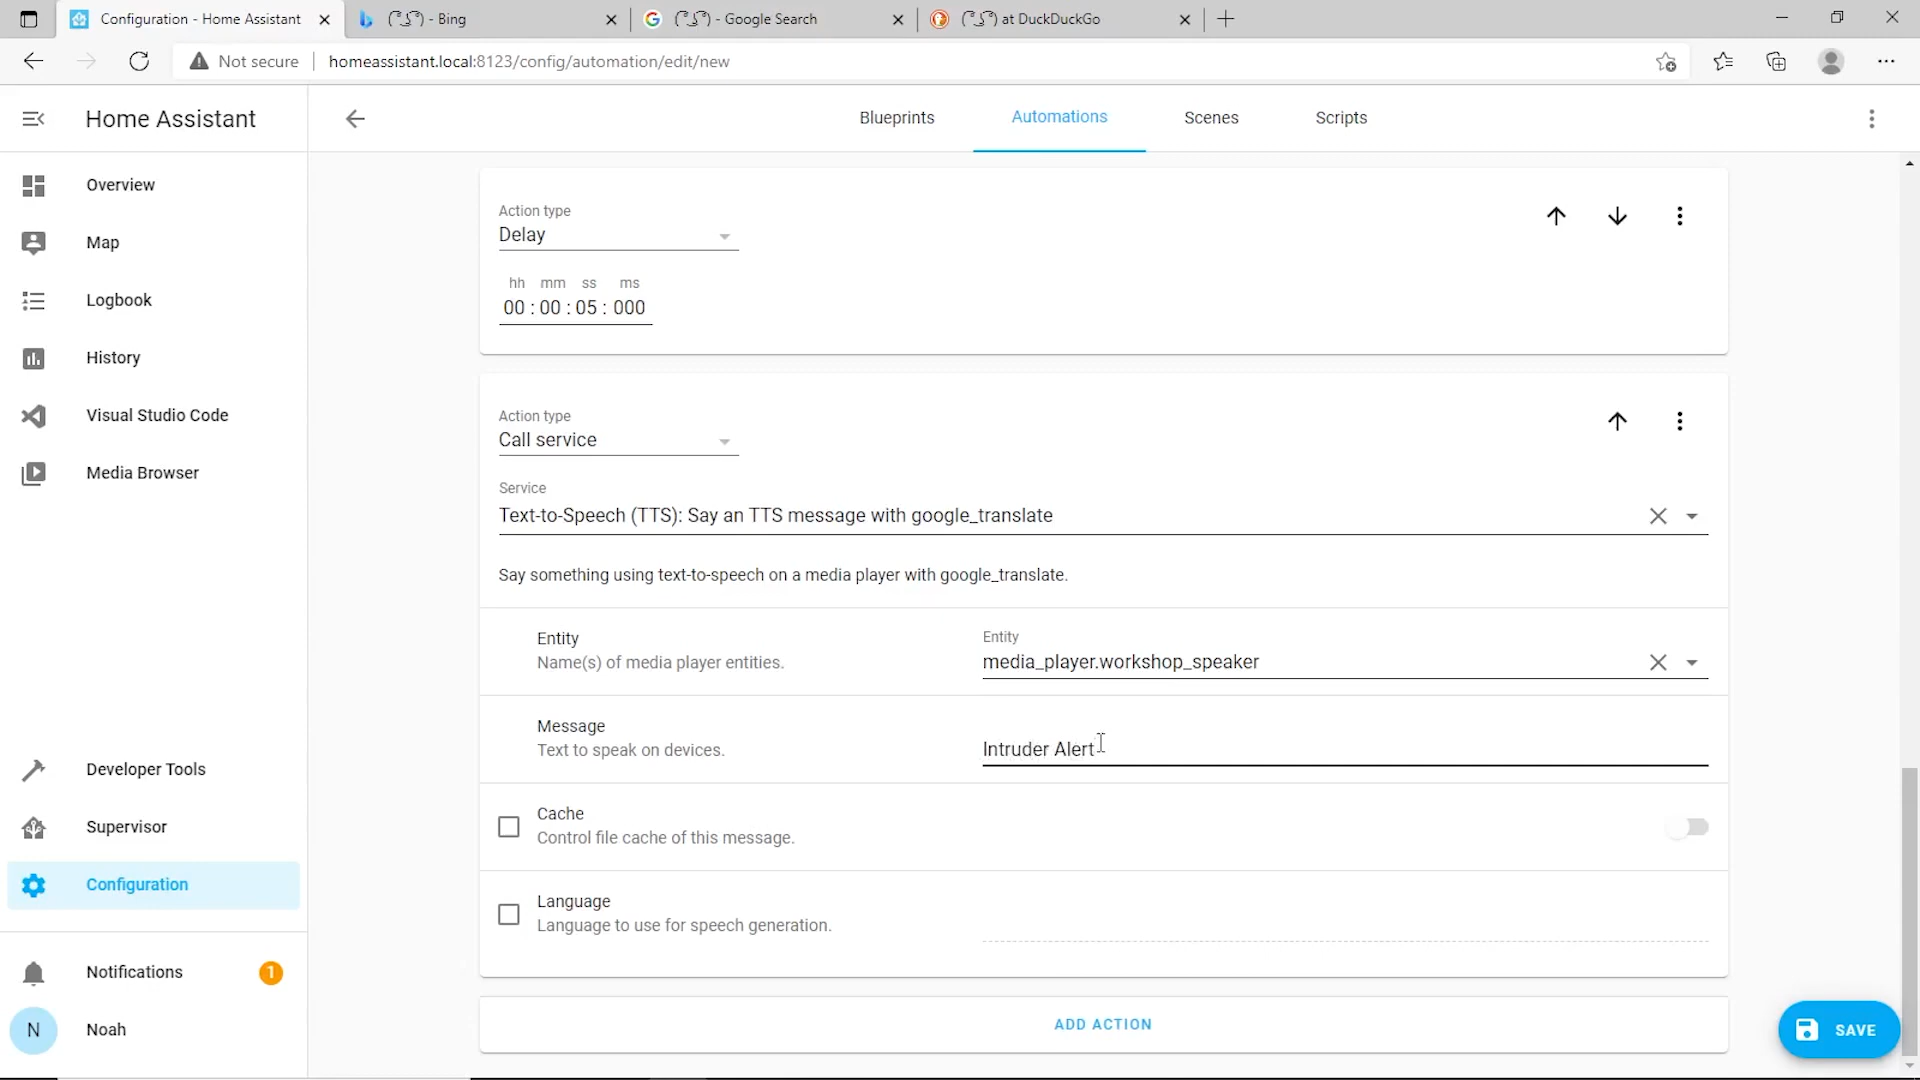 Configuration - Home Assistant
- Bing
- Google Search
at DuckDuckGo
Not secure
homeassistant.local:8123/config/automation/edit/new
Home Assistant
Blueprints
Automations
Scenes
Scripts
Overview
Map
Logbook
History
Visual Studio Code
Media Browser
Developer Tools
Supervisor
Configuration
Notifications
1
N
Noah
Action type
Delay
hh mm ss ms
00 : 00 : 05 : 000
Action type
Call service
Service
Text-to-Speech (TTS): Say an TTS message with google_translate
Say something using text-to-speech on a media player with google_translate.
Entity
Name(s) of media player entities.
Entity
media_player.workshop_speaker
Message
Text to speak on devices.
Intruder Alert
Cache
Control file cache of this message.
Language
Language to use for speech generation.
ADD ACTION
SAVE